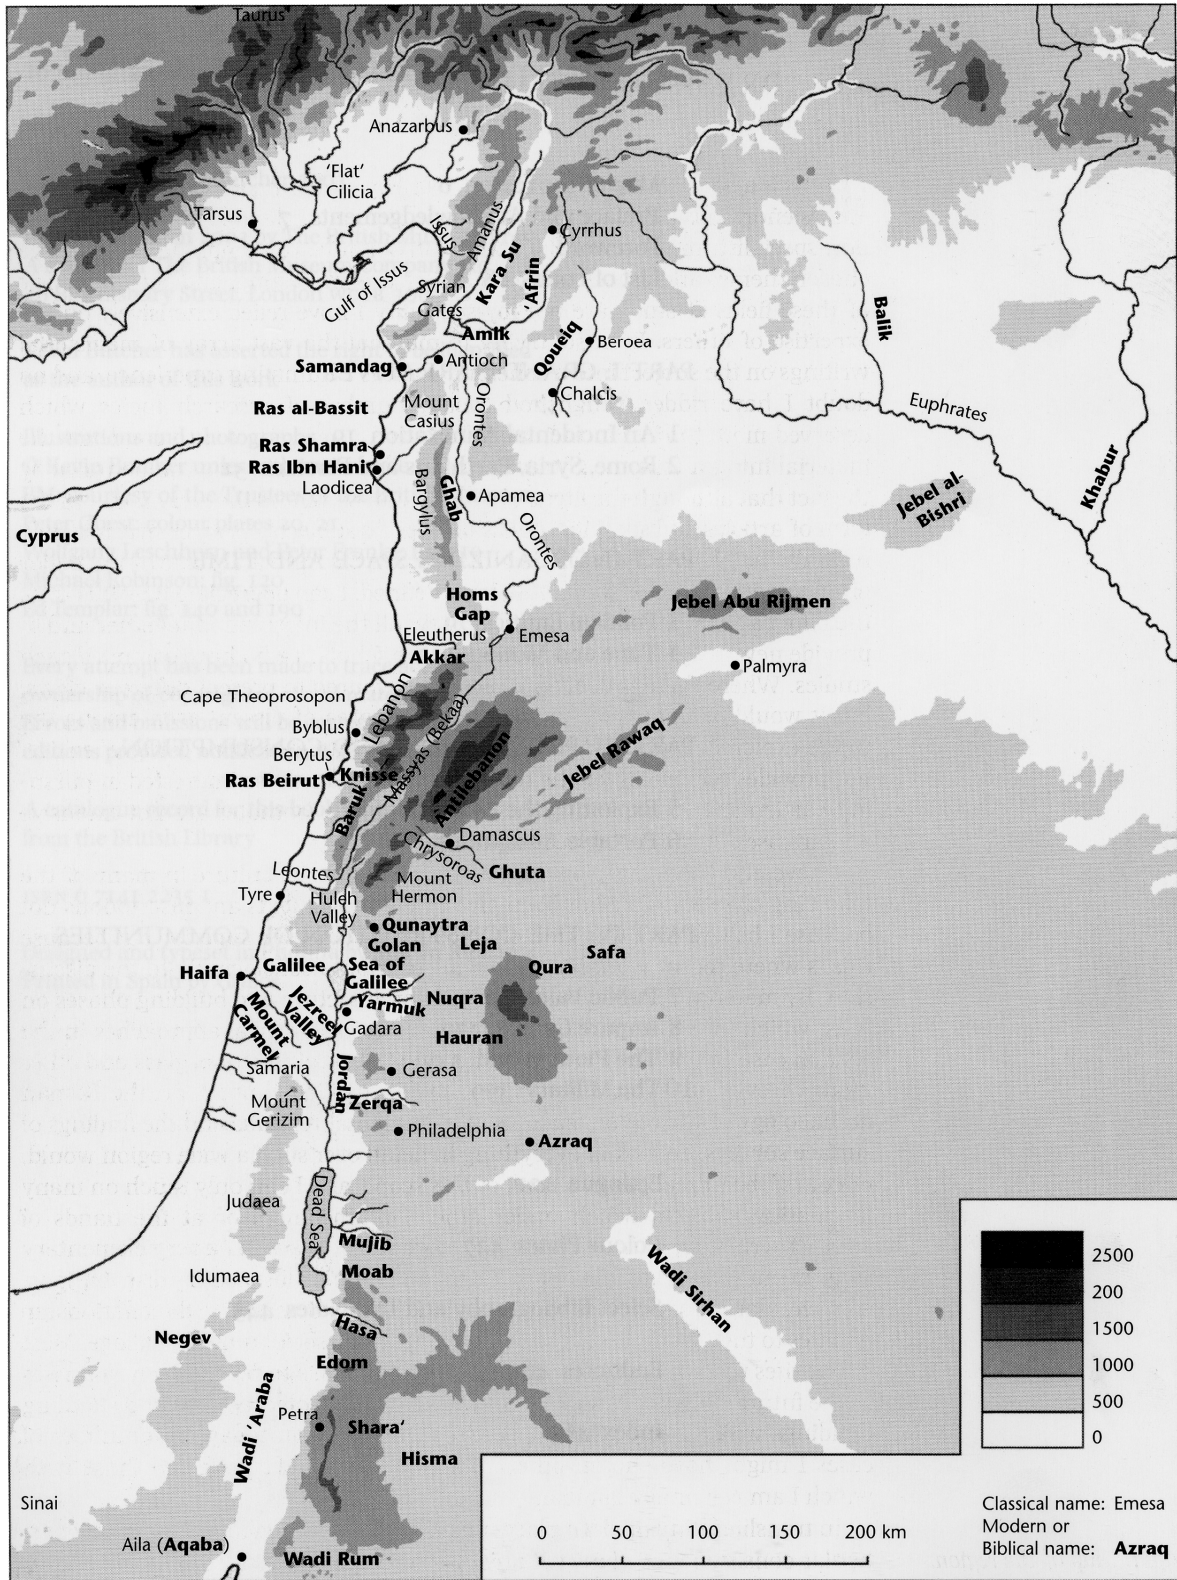 Taurus
Anazarbus
'Flat'
Cilicia
Tarsus
Issus
Amanus
Cyrrhus
Kara Su
'Afrin
Gulf of Issus
Syrian
Gates
Amik
Qoueiq
Beroea
Balik
Samandag
Antioch
Chalcis
Euphrates
Ras al-Bassit
Mount
Casius
Orontes
Ras Shamra
Ras Ibn Hani
Laodicea
Bargylus
Ghab
Apamea
Jebel al-
Bishri
Khabur
Cyprus
Orontes
Homs
Gap
Jebel Abu Rijmen
Eleutherus
Emesa
Akkar
Palmyra
Cape Theoprosopon
Lebanon
Byblus
Massyas (Bekaa)
Jebel Rawaq
Berytus
Ras Beirut
Knisse
Baruk
Antilebanon
Damascus
Chrysoroas
Ghuta
Leontes
Mount
Hermon
Tyre
Huleh
Valley
Qunaytra
Golan
Leja
Safa
Haifa
Galilee
Sea of
Galilee
Qura
Mount
Carmel
Jezreel
Valley
Yarmuk
Nuqra
Gadara
Hauran
Samaria
Jordan
Gerasa
Mount
Gerizim
Zerqa
Philadelphia
Azraq
Judaea
Dead Sea
Mujib
Moab
Idumaea
Wadi Sirhan
Negev
Hasa
Edom
Wadi 'Araba
Petra
Shara'
Hisma
Sinai
Aila (Aqaba)
Wadi Rum
2500
200
1500
1000
500
0
0 50 100 200 km
Classical name: Emesa
Modern or
Biblical name: Azraq